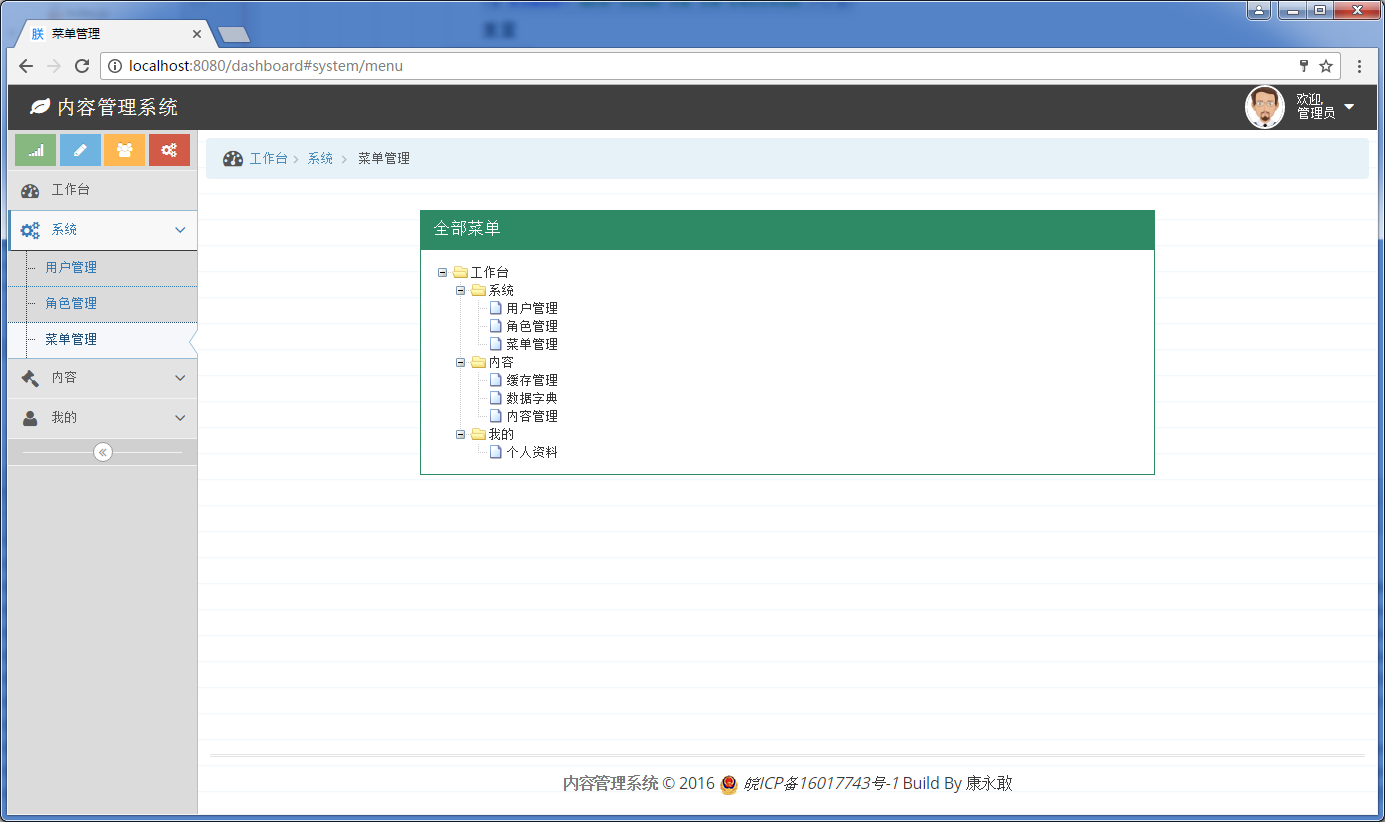 朕 菜单管理
localhost:8080/dashboard#system/menu
内容管理系统
欢迎,
管理员
工作台
系统
用户管理
角色管理
菜单管理
内容
我的
工作台 系统 菜单管理
全部菜单
工作台
系统
用户管理
角色管理
菜单管理
内容
缓存管理
数据字典
内容管理
我的
个人资料
内容管理系统 © 2016 皖ICP备16017743号-1 Build By 康永敢